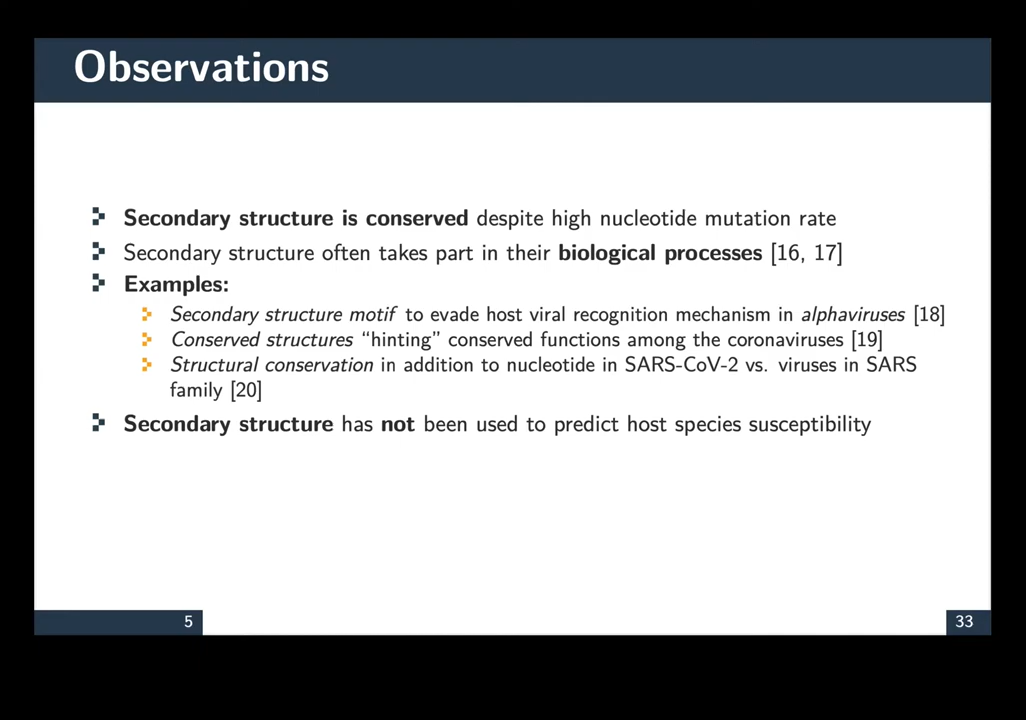 Observations
Secondary structure is conserved despite high nucleotide mutation rate
Secondary structure often takes part in their biological processes [16, 17]
Examples:
Secondary structure motif to evade host viral recognition mechanism in alphaviruses [18]
Conserved structures “hinting” conserved functions among the coronaviruses [19]
Structural conservation in addition to nucleotide in SARS-CoV-2 vs. viruses in SARS
family [20]
Secondary structure has not been used to predict host species susceptibility
5
33